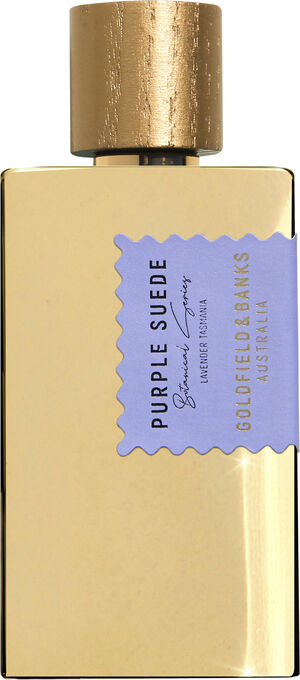 PURPLE SUEDE
Botanical Series
LAVENDER TASMANIA
GOLDFIELD & BANKS
AUSTRALIA